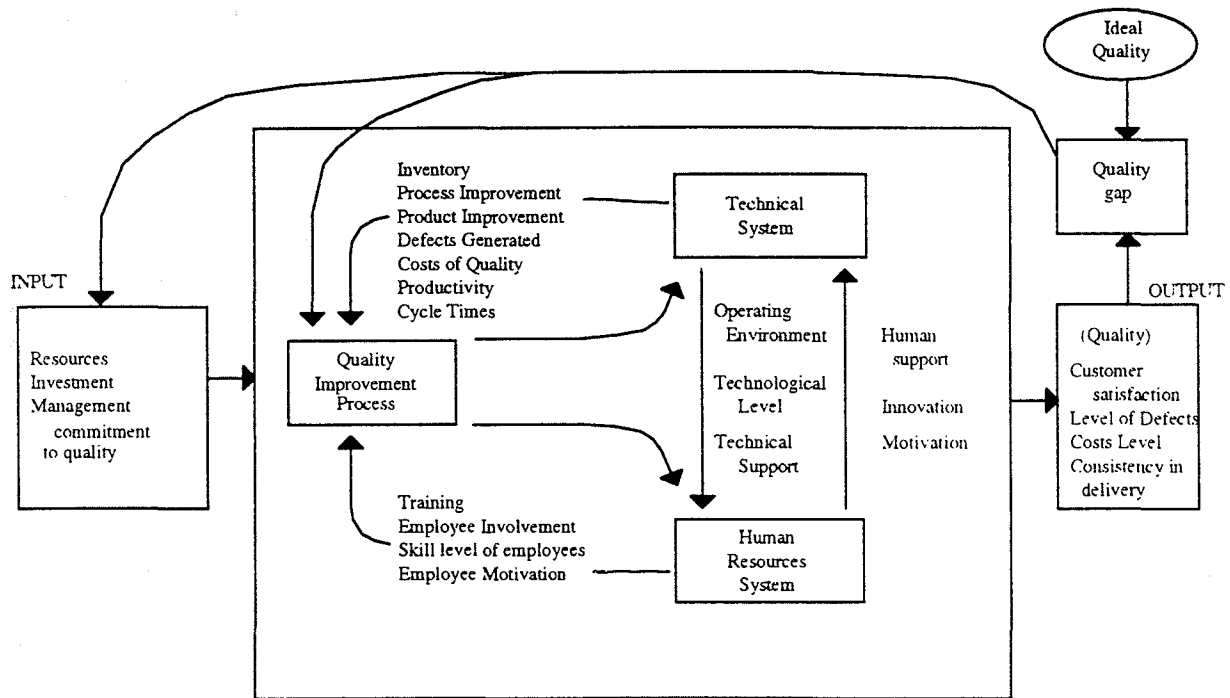 Ideal
Quality
Quality
gap
INPUT
Resources
Investment
Management
commitment
to quality
Inventory
Process Improvement
Product Improvement
Defects Generated
Costs of Quality
Productivity
Cycle Times
Technical
System
Quality
Improvement
Process
Operating
Environment
Technological
Level
Technical
Support
Human
support
Innovation
Motivation
Training
Employee Involvement
Skill level of employees
Employee Motivation
Human
Resources
System
OUTPUT
(Quality)
Customer
satisfaction
Level of Defects
Costs Level
Consistency in
delivery